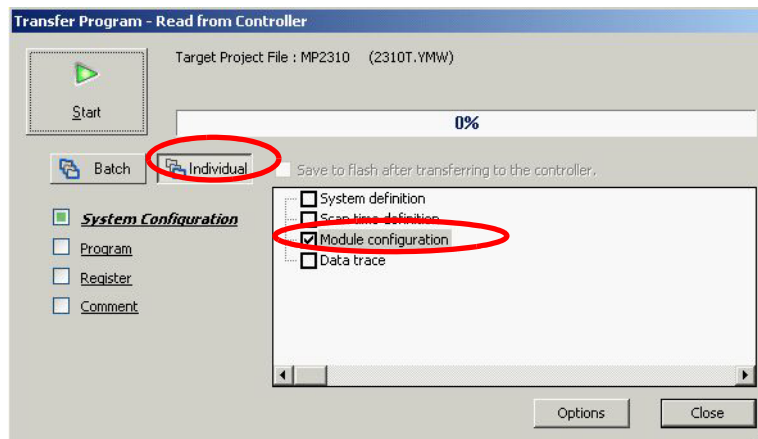 Transfer Program - Read from Controller
Target Project File : MP2310 (2310T.YMW)
Start
0%
Batch
Individual
Save to flash after transferring to the controller.
System definition
System Configuration
Scan time definition
Module configuration
Program
Data trace
Register
Comment
Options
Close